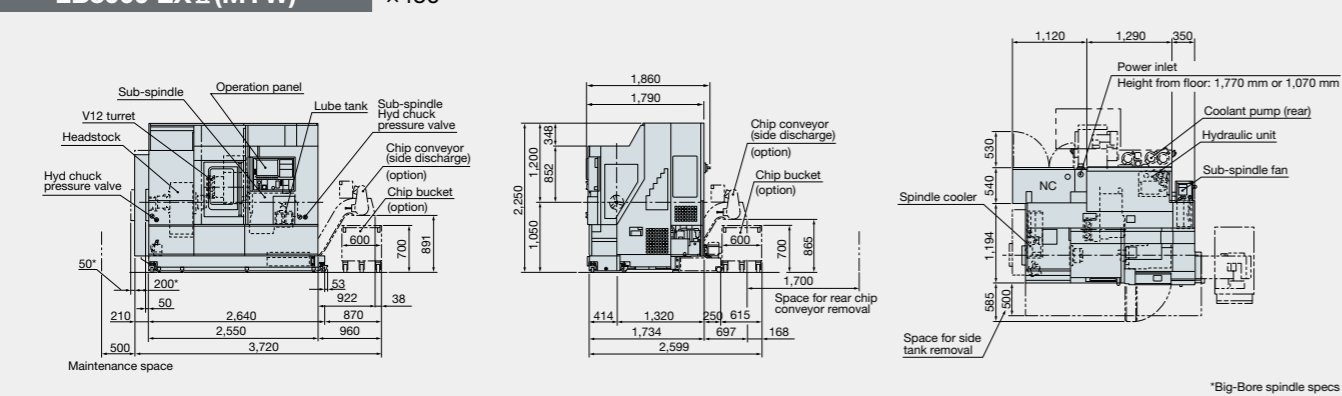 ×450
1,120 1,290 350
Power inlet
Height from floor: 1,770 mm or 1,070 mm
Coolant pump (rear)
Hydraulic unit
Sub-spindle fan
NC
Spindle cooler
530
540
1,194
585
500
Space for side
tank removal
1,860
1,790
Sub-spindle
Operation panel
V12 turret
Lube tank
Sub-spindle
Hyd chuck
pressure valve
Headstock
Chip conveyor
(side discharge)
(option)
Hyd chuck
pressure valve
Chip bucket
(option)
600
700
891
50*
200*
53
50
922
38
210
2,640
870
2,550
960
500
3,720
Maintenance space
2,250
1,200
348
852
1,050
Chip conveyor
(side discharge)
(option)
Chip bucket
(option)
600
700
865
1,700
Space for rear chip
conveyor removal
414 1,320 250 615
1,734 697 168
2,599
*Big-Bore spindle specs